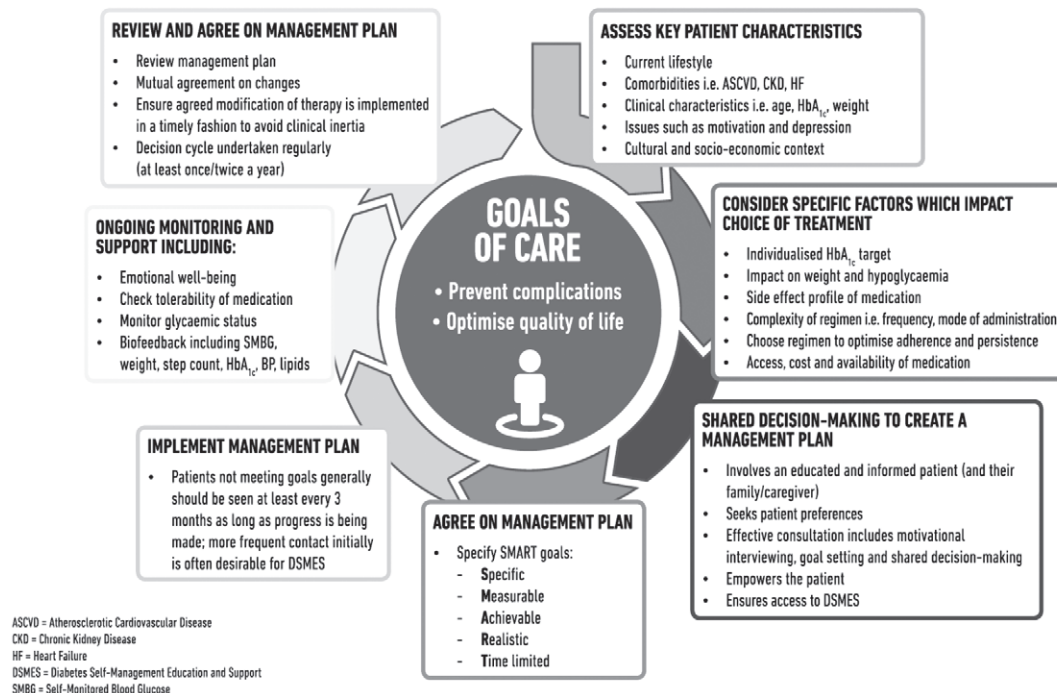 REVIEW AND AGREE ON MANAGEMENT PLAN
• Review management plan
• Mutual agreement on changes
• Ensure agreed modification of therapy is implemented
in a timely fashion to avoid clinical inertia
• Decision cycle undertaken regularly
(at least once/twice a year)
ASSESS KEY PATIENT CHARACTERISTICS
• Current lifestyle
• Comorbidities i.e. ASCVD, CKD, HF
• Clinical characteristics i.e. age, HbA1c, weight
• Issues such as motivation and depression
• Cultural and socio-economic context
CONSIDER SPECIFIC FACTORS WHICH IMPACT
CHOICE OF TREATMENT
• Individualised HbA1c target
• Impact on weight and hypoglycaemia
• Side effect profile of medication
• Complexity of regimen i.e. frequency, mode of administration
• Choose regimen to optimise adherence and persistence
• Access, cost and availability of medication
SHARED DECISION-MAKING TO CREATE A
MANAGEMENT PLAN
• Involves an educated and informed patient (and their
family/caregiver)
• Seeks patient preferences
• Effective consultation includes motivational
interviewing, goal setting and shared decision-making
• Empowers the patient
• Ensures access to DSMES
AGREE ON MANAGEMENT PLAN
• Specify SMART goals:
- Specific
- Measurable
- Achievable
- Realistic
- Time limited
IMPLEMENT MANAGEMENT PLAN
• Patients not meeting goals generally
should be seen at least every 3
months as long as progress is being
made; more frequent contact initially
is often desirable for DSMES
ONGOING MONITORING AND
SUPPORT INCLUDING:
• Emotional well-being
• Check tolerability of medication
• Monitor glycaemic status
• Biofeedback including SMBG,
weight, step count, HbA1c, BP, lipids
GOALS
OF CARE
• Prevent complications
• Optimise quality of life
ASCVD = Atherosclerotic Cardiovascular Disease
CKD = Chronic Kidney Disease
HF = Heart Failure
DSMES = Diabetes Self-Management Education and Support
SMBG = Self-Monitored Blood Glucose